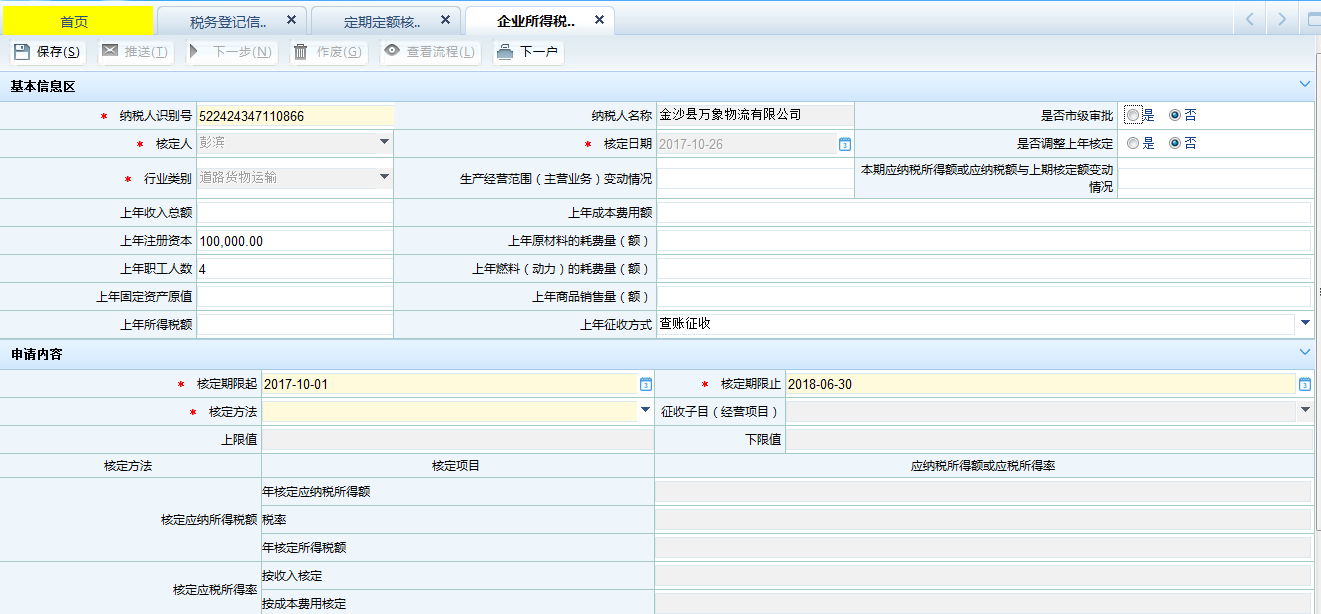 首页 税务登记信.. × 定期定额核.. × 企业所得税.. ×
保存(S) 推送(T) 下一步(N) 作废(G) 查看流程(L) 下一户
基本信息区
* 纳税人识别号 522424347110866 纳税人名称 金沙县万象物流有限公司 是否市级审批 是 否
* 核定人 彭滨 * 核定日期 2017-10-26 是否调整上年核定 是 否
* 行业类别 道路货物运输 生产经营范围（主营业务）变动情况 本期应纳税所得额或应纳税额与上期核定额变动
情况
上年收入总额 上年成本费用额
上年注册资本 100,000.00 上年原材料的耗费量（额）
上年职工人数 4 上年燃料（动力）的耗费量（额）
上年固定资产原值 上年商品销售量（额）
上年所得税额 上年征收方式 查账征收
申请内容
* 核定期限起 2017-10-01 * 核定期限止 2018-06-30
* 核定方法 征收子目（经营项目）
上限值 下限值
核定方法 核定项目 应纳税所得额或应税所得率
年核定应纳税所得额
核定应纳所得税额 税率
年核定所得税额
按收入核定
核定应税所得率
按成本费用核定